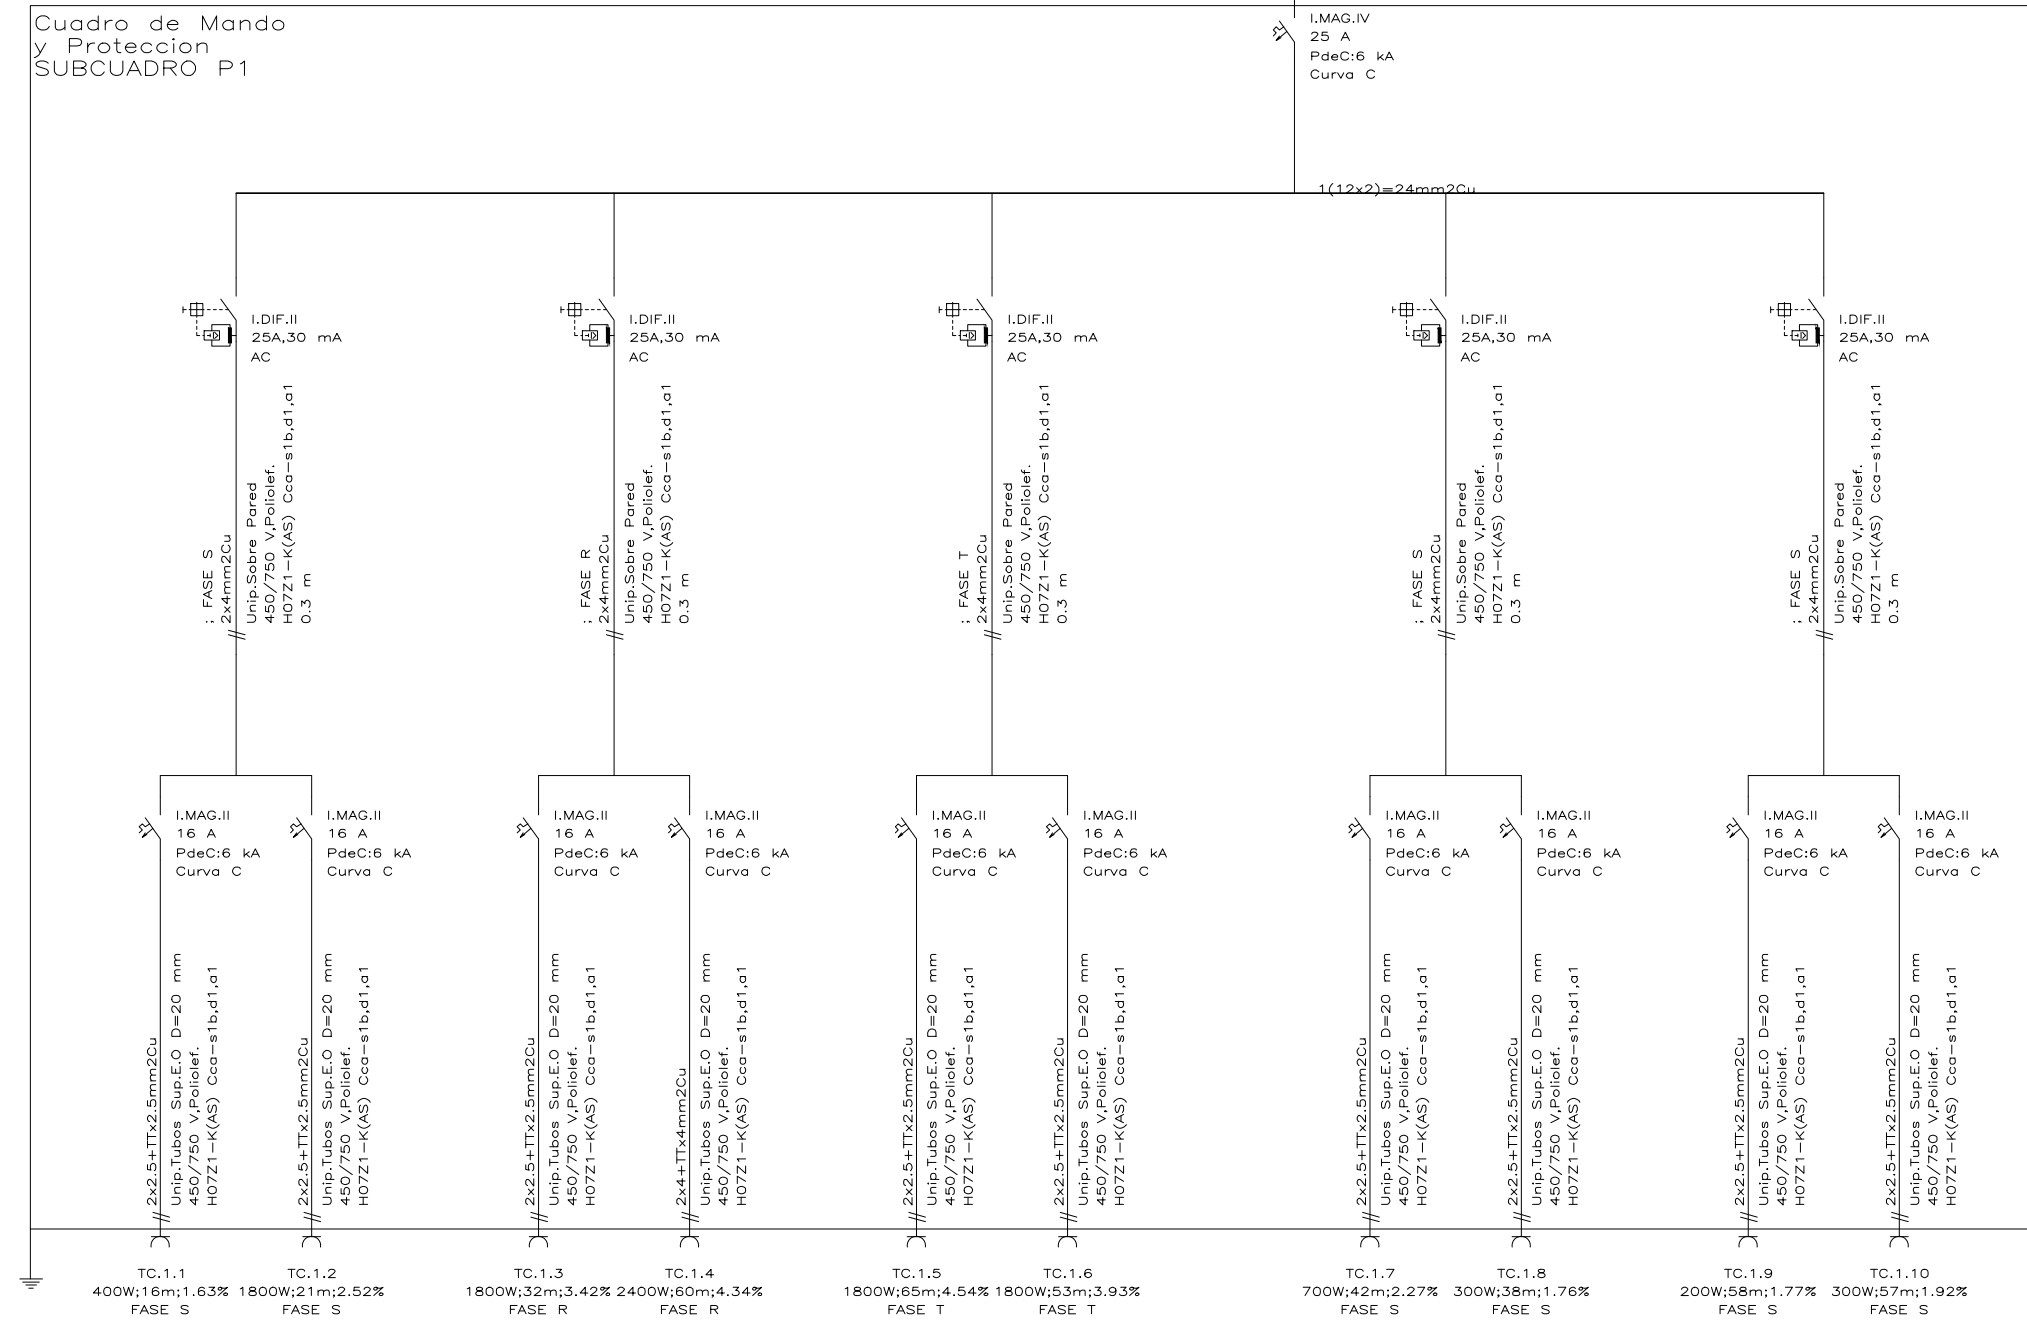 Cuadro de Mando
y Proteccion
SUBCUADRO P1
I.MAG.IV
25 A
PdeC:6 kA
Curva C
1(12x2)=24mm2Cu
I.DIF.II
25A,30 mA
AC
I.DIF.II
25A,30 mA
AC
I.DIF.II
25A,30 mA
AC
I.DIF.II
25A,30 mA
AC
I.DIF.II
25A,30 mA
AC
; FASE S
2x4mm2Cu
Unip.Sobre Pared
450/750 V,Poliolef.
H07Z1-K(AS) Cca-s1b,d1,a1
0.3 m
; FASE R
2x4mm2Cu
Unip.Sobre Pared
450/750 V,Poliolef.
H07Z1-K(AS) Cca-s1b,d1,a1
0.3 m
; FASE T
2x4mm2Cu
Unip.Sobre Pared
450/750 V,Poliolef.
H07Z1-K(AS) Cca-s1b,d1,a1
0.3 m
; FASE S
2x4mm2Cu
Unip.Sobre Pared
450/750 V,Poliolef.
H07Z1-K(AS) Cca-s1b,d1,a1
0.3 m
; FASE S
2x4mm2Cu
Unip.Sobre Pared
450/750 V,Poliolef.
H07Z1-K(AS) Cca-s1b,d1,a1
0.3 m
I.MAG.II
16 A
PdeC:6 kA
Curva C
I.MAG.II
16 A
PdeC:6 kA
Curva C
I.MAG.II
16 A
PdeC:6 kA
Curva C
I.MAG.II
16 A
PdeC:6 kA
Curva C
I.MAG.II
16 A
PdeC:6 kA
Curva C
I.MAG.II
16 A
PdeC:6 kA
Curva C
I.MAG.II
16 A
PdeC:6 kA
Curva C
I.MAG.II
16 A
PdeC:6 kA
Curva C
I.MAG.II
16 A
PdeC:6 kA
Curva C
I.MAG.II
16 A
PdeC:6 kA
Curva C
2x2.5+TTx2.5mm2Cu
Unip.Tubos Sup.E.O D=20 mm
450/750 V,Poliolef.
H07Z1-K(AS) Cca-s1b,d1,a1
2x2.5+TTx2.5mm2Cu
Unip.Tubos Sup.E.O D=20 mm
450/750 V,Poliolef.
H07Z1-K(AS) Cca-s1b,d1,a1
2x2.5+TTx2.5mm2Cu
Unip.Tubos Sup.E.O D=20 mm
450/750 V,Poliolef.
H07Z1-K(AS) Cca-s1b,d1,a1
2x4+TTx4mm2Cu
Unip.Tubos Sup.E.O D=20 mm
450/750 V,Poliolef.
H07Z1-K(AS) Cca-s1b,d1,a1
2x2.5+TTx2.5mm2Cu
Unip.Tubos Sup.E.O D=20 mm
450/750 V,Poliolef.
H07Z1-K(AS) Cca-s1b,d1,a1
2x2.5+TTx2.5mm2Cu
Unip.Tubos Sup.E.O D=20 mm
450/750 V,Poliolef.
H07Z1-K(AS) Cca-s1b,d1,a1
2x2.5+TTx2.5mm2Cu
Unip.Tubos Sup.E.O D=20 mm
450/750 V,Poliolef.
H07Z1-K(AS) Cca-s1b,d1,a1
2x2.5+TTx2.5mm2Cu
Unip.Tubos Sup.E.O D=20 mm
450/750 V,Poliolef.
H07Z1-K(AS) Cca-s1b,d1,a1
2x2.5+TTx2.5mm2Cu
Unip.Tubos Sup.E.O D=20 mm
450/750 V,Poliolef.
H07Z1-K(AS) Cca-s1b,d1,a1
2x2.5+TTx2.5mm2Cu
Unip.Tubos Sup.E.O D=20 mm
450/750 V,Poliolef.
H07Z1-K(AS) Cca-s1b,d1,a1
TC.1.1
400W;16m;1.63%
FASE S
TC.1.2
1800W;21m;2.52%
FASE S
TC.1.3
1800W;32m;3.42%
FASE R
TC.1.4
2400W;60m;4.34%
FASE R
TC.1.5
1800W;65m;4.54%
FASE T
TC.1.6
1800W;53m;3.93%
FASE T
TC.1.7
700W;42m;2.27%
FASE S
TC.1.8
300W;38m;1.76%
FASE S
TC.1.9
200W;58m;1.77%
FASE S
TC.1.10
300W;57m;1.92%
FASE S